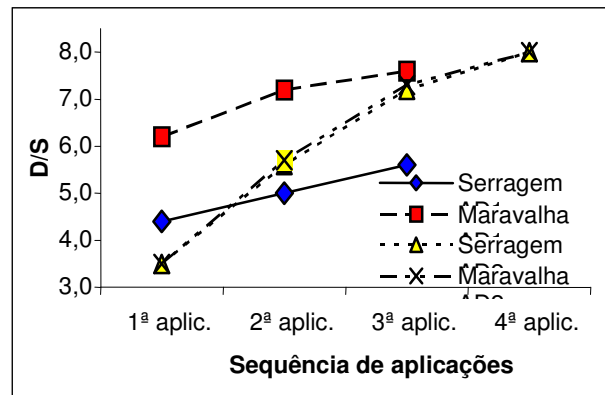 8,0
7,0
6,0
5,0
4,0
3,0
D/S
Serragem
Maravalha
Serragem
Maravalha
1ª aplic. 2ª aplic. 3ª aplic. 4ª aplic.
Sequência de aplicações